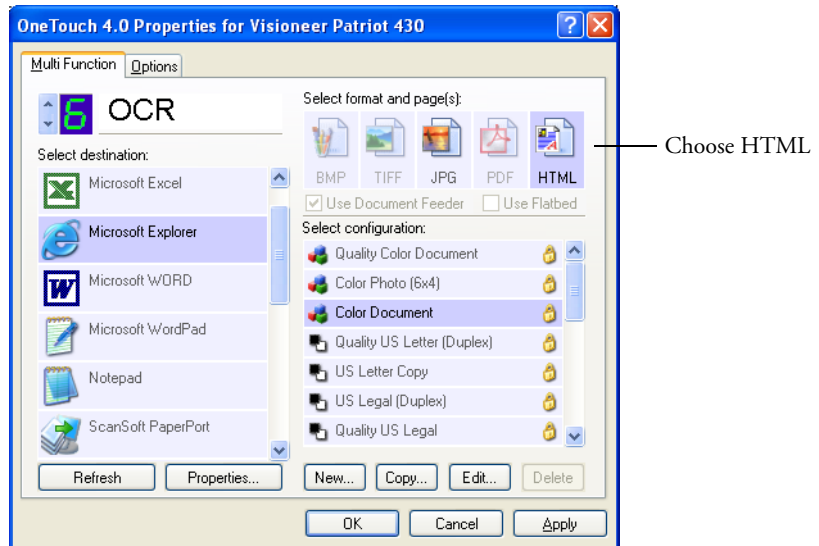 OneTouch 4.0 Properties for Visioneer Patriot 430
Multi Function
Options
6
OCR
Select destination:
Microsoft Excel
Microsoft Explorer
Microsoft WORD
Microsoft WordPad
Notepad
ScanSoft PaperPort
Refresh
Properties...
Select format and page(s):
BMP TIFF JPG PDF HTML
Use Document Feeder
Use Flatbed
Select configuration:
Quality Color Document
Color Photo (6x4)
Color Document
Quality US Letter (Duplex)
US Letter Copy
US Legal (Duplex)
Quality US Legal
New... Copy... Edit... Delete
OK Cancel Apply
Choose HTML